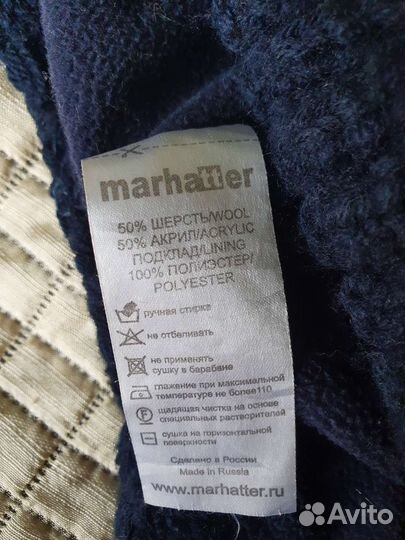 marhatter
50% ШЕРСТЬ/WOOL
50% АКРИЛ/ACRYLIC
ПОДКЛАД/LINING
100% ПОЛИЭСТЕР/
POLYESTER
ручная стирка
не отбеливать
не применять
сушку в барабане
глажение при максимальной
температуре не более110
щадящая чистка на основе
специальных растворителей
сушка на горизонтальной
поверхности
Сделано в России
Made in Russia
www.marhatter.ru
Avito